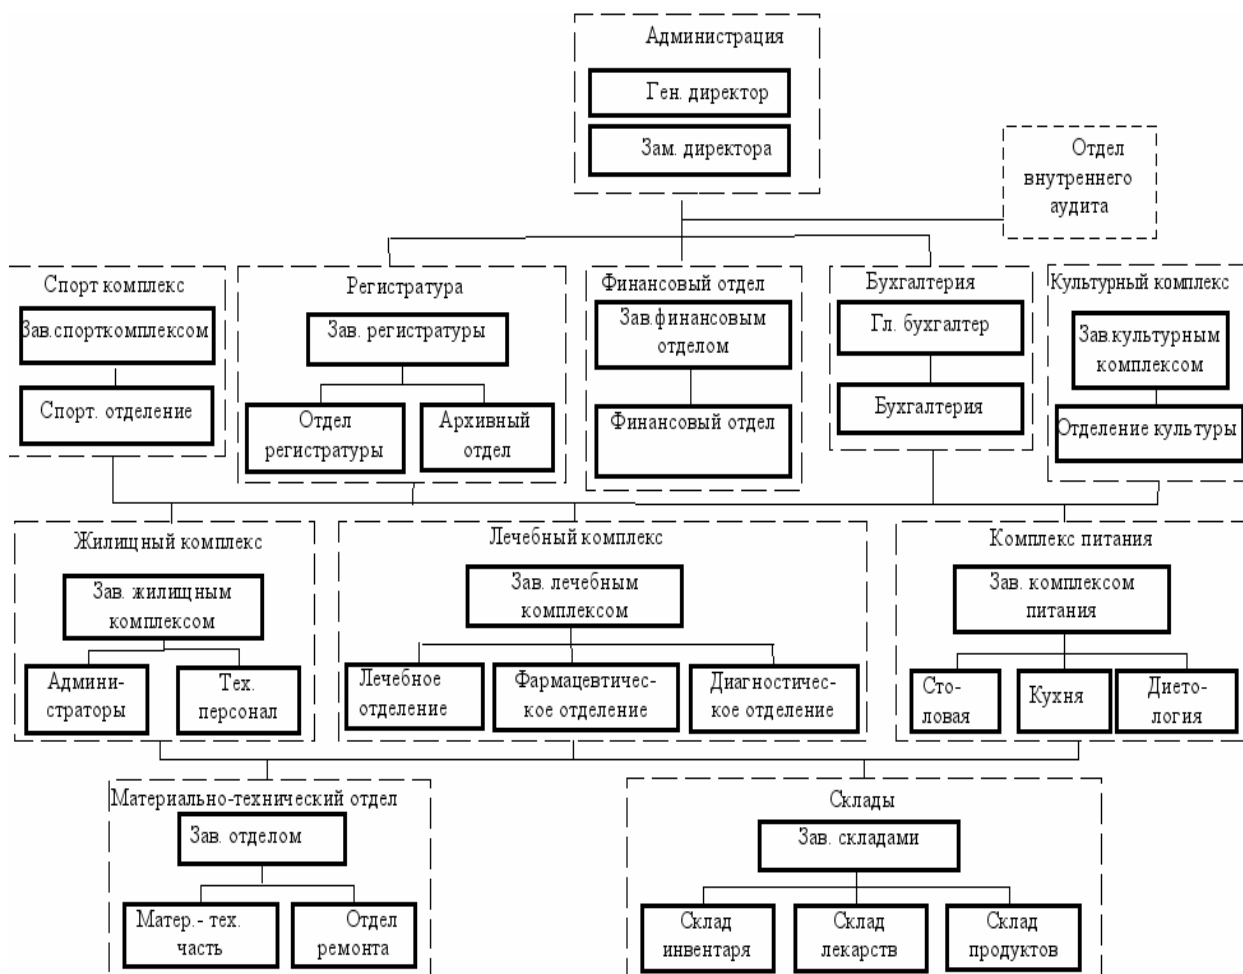 Администрация
Ген. директор
Зам. директора
Отдел
внутреннего
аудита
Спорт комплекс
Зав.спорткомплексом
Спорт. отделение
Регистратура
Зав. регистратуры
Отдел
регистратуры
Архивный
отдел
Финансовый отдел
Зав.финансовым
отделом
Финансовый отдел
Бухгалтерия
Гл. бухгалтер
Бухгалтерия
Культурный комплекс
Зав.культурным
комплексом
Отделение культуры
Жилищный комплекс
Зав. жилищным
комплексом
Админи-
страторы
Тех.
персонал
Лечебный комплекс
Зав. лечебным
комплексом
Лечебное
отделение
Фармацевтичес-
кое отделение
Диагностичес-
кое отделение
Комплекс питания
Зав. комплексом
питания
Сто-
ловая
Кухня
Дието-
логия
Материально-технический отдел
Зав. отделом
Матер.- тех.
часть
Отдел
ремонта
Склады
Зав. складами
Склад
инвентаря
Склад
лекарств
Склад
продуктов